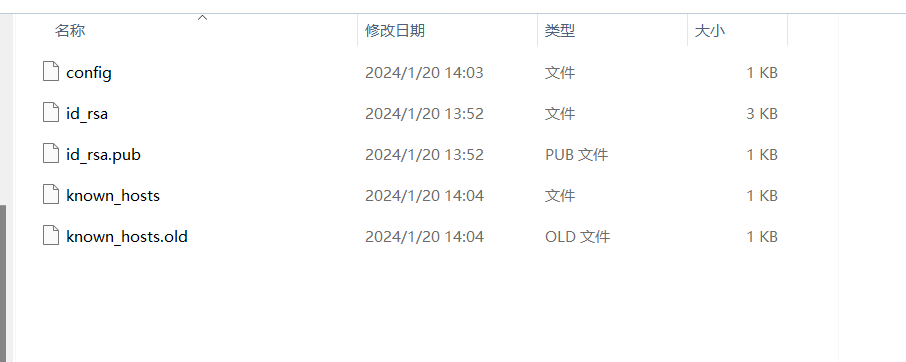 名称 修改日期 类型 大小
config 2024/1/20 14:03 文件 1 KB
id_rsa 2024/1/20 13:52 文件 3 KB
id_rsa.pub 2024/1/20 13:52 PUB 文件 1 KB
known_hosts 2024/1/20 14:04 文件 1 KB
known_hosts.old 2024/1/20 14:04 OLD 文件 1 KB